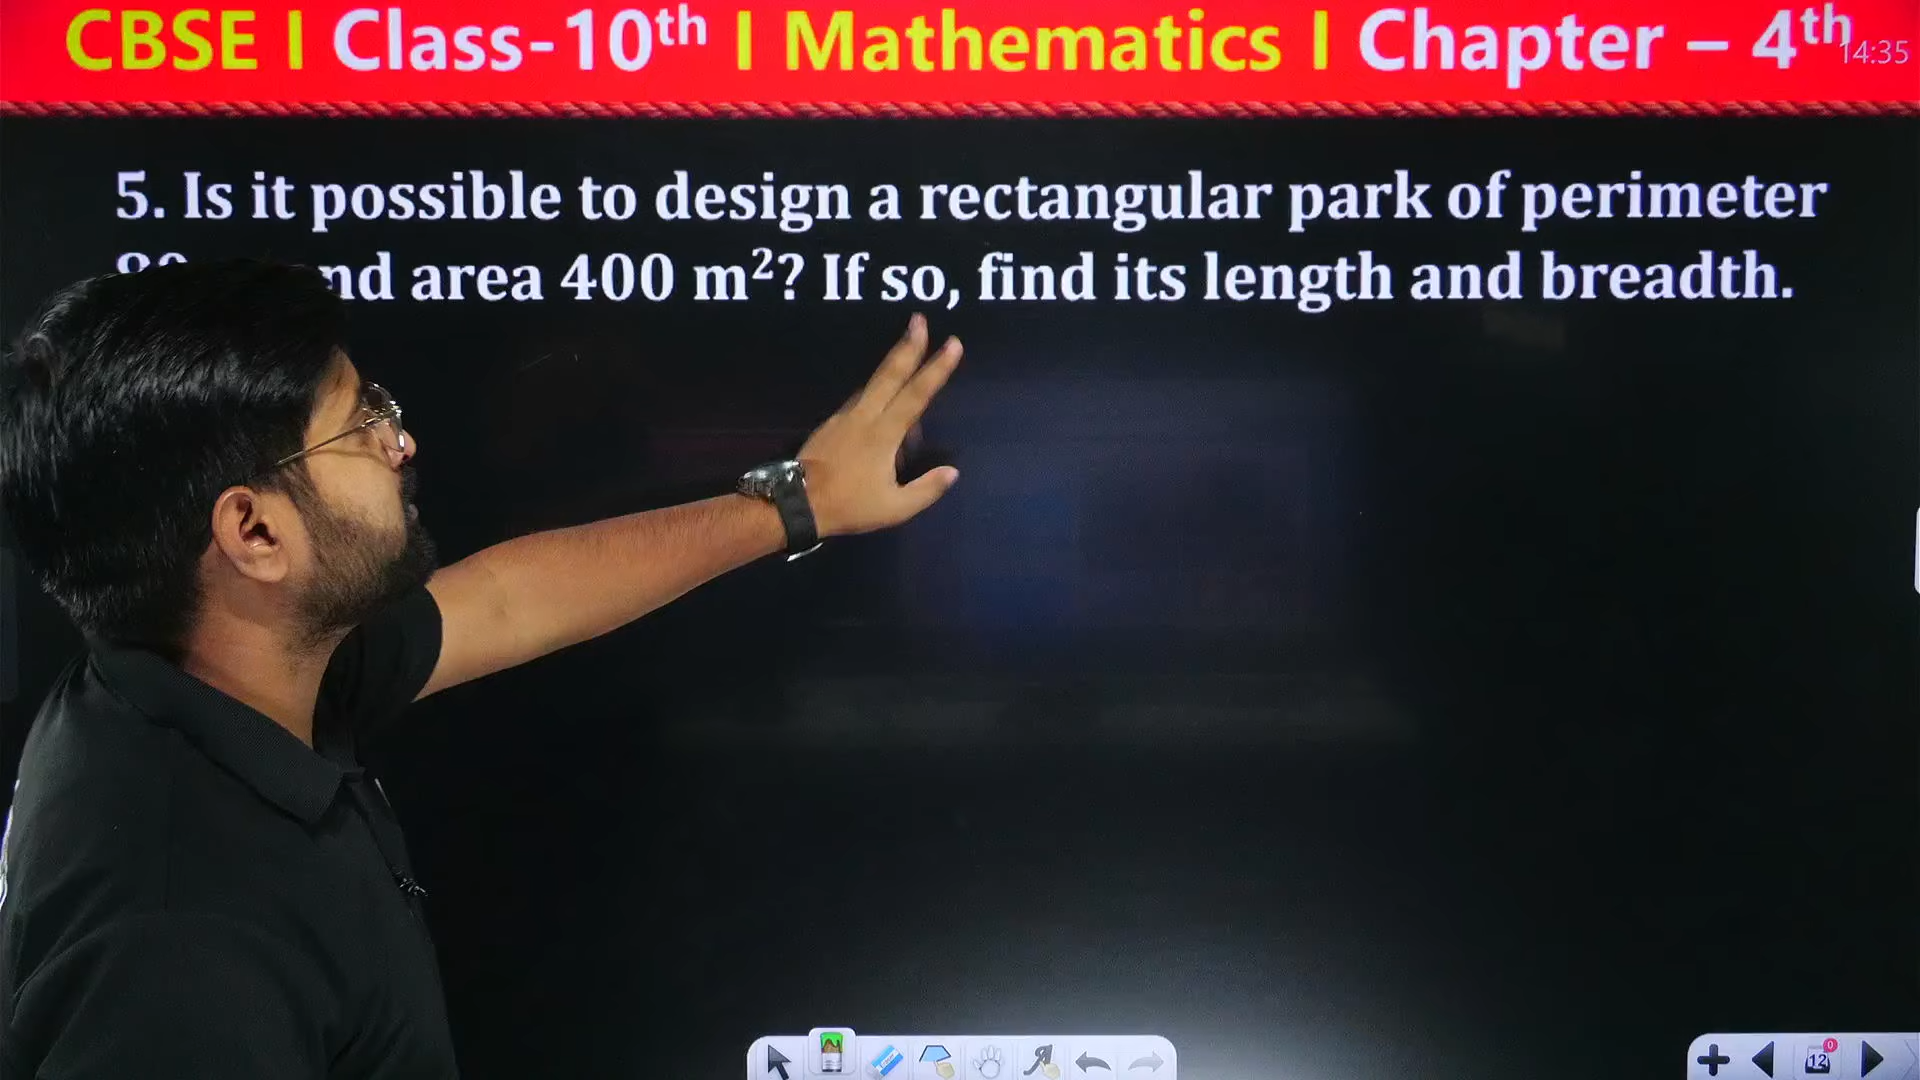 CBSE I Class-10th I Mathematics I Chapter – 4th
14:35
5. Is it possible to design a rectangular park of perimeter
nd area 400 m²? If so, find its length and breadth.
12
0